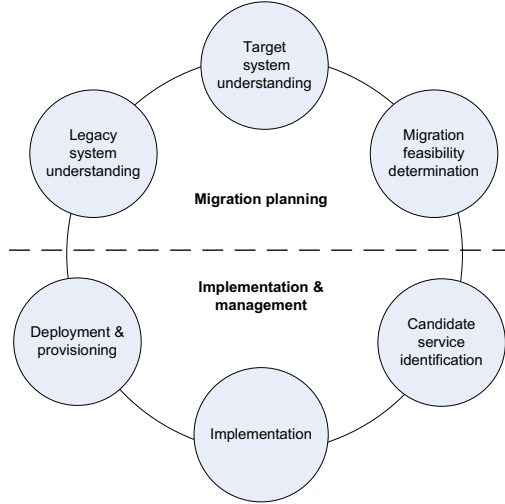 Target
system
understanding
Legacy
system
understanding
Migration
feasibility
determination
Migration planning
Implementation &
management
Deployment &
provisioning
Candidate
service
identification
Implementation